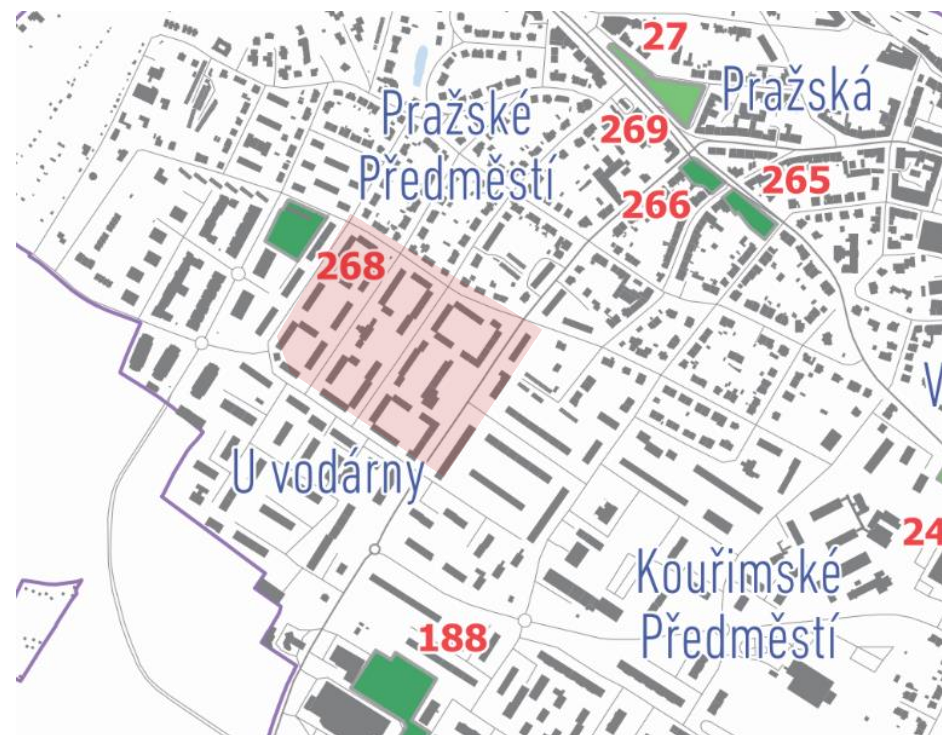 27
Pražská
Pražské
Předměstí
269
265
266
268
U vodárny
V
24
Kouřimské
Předměstí
188